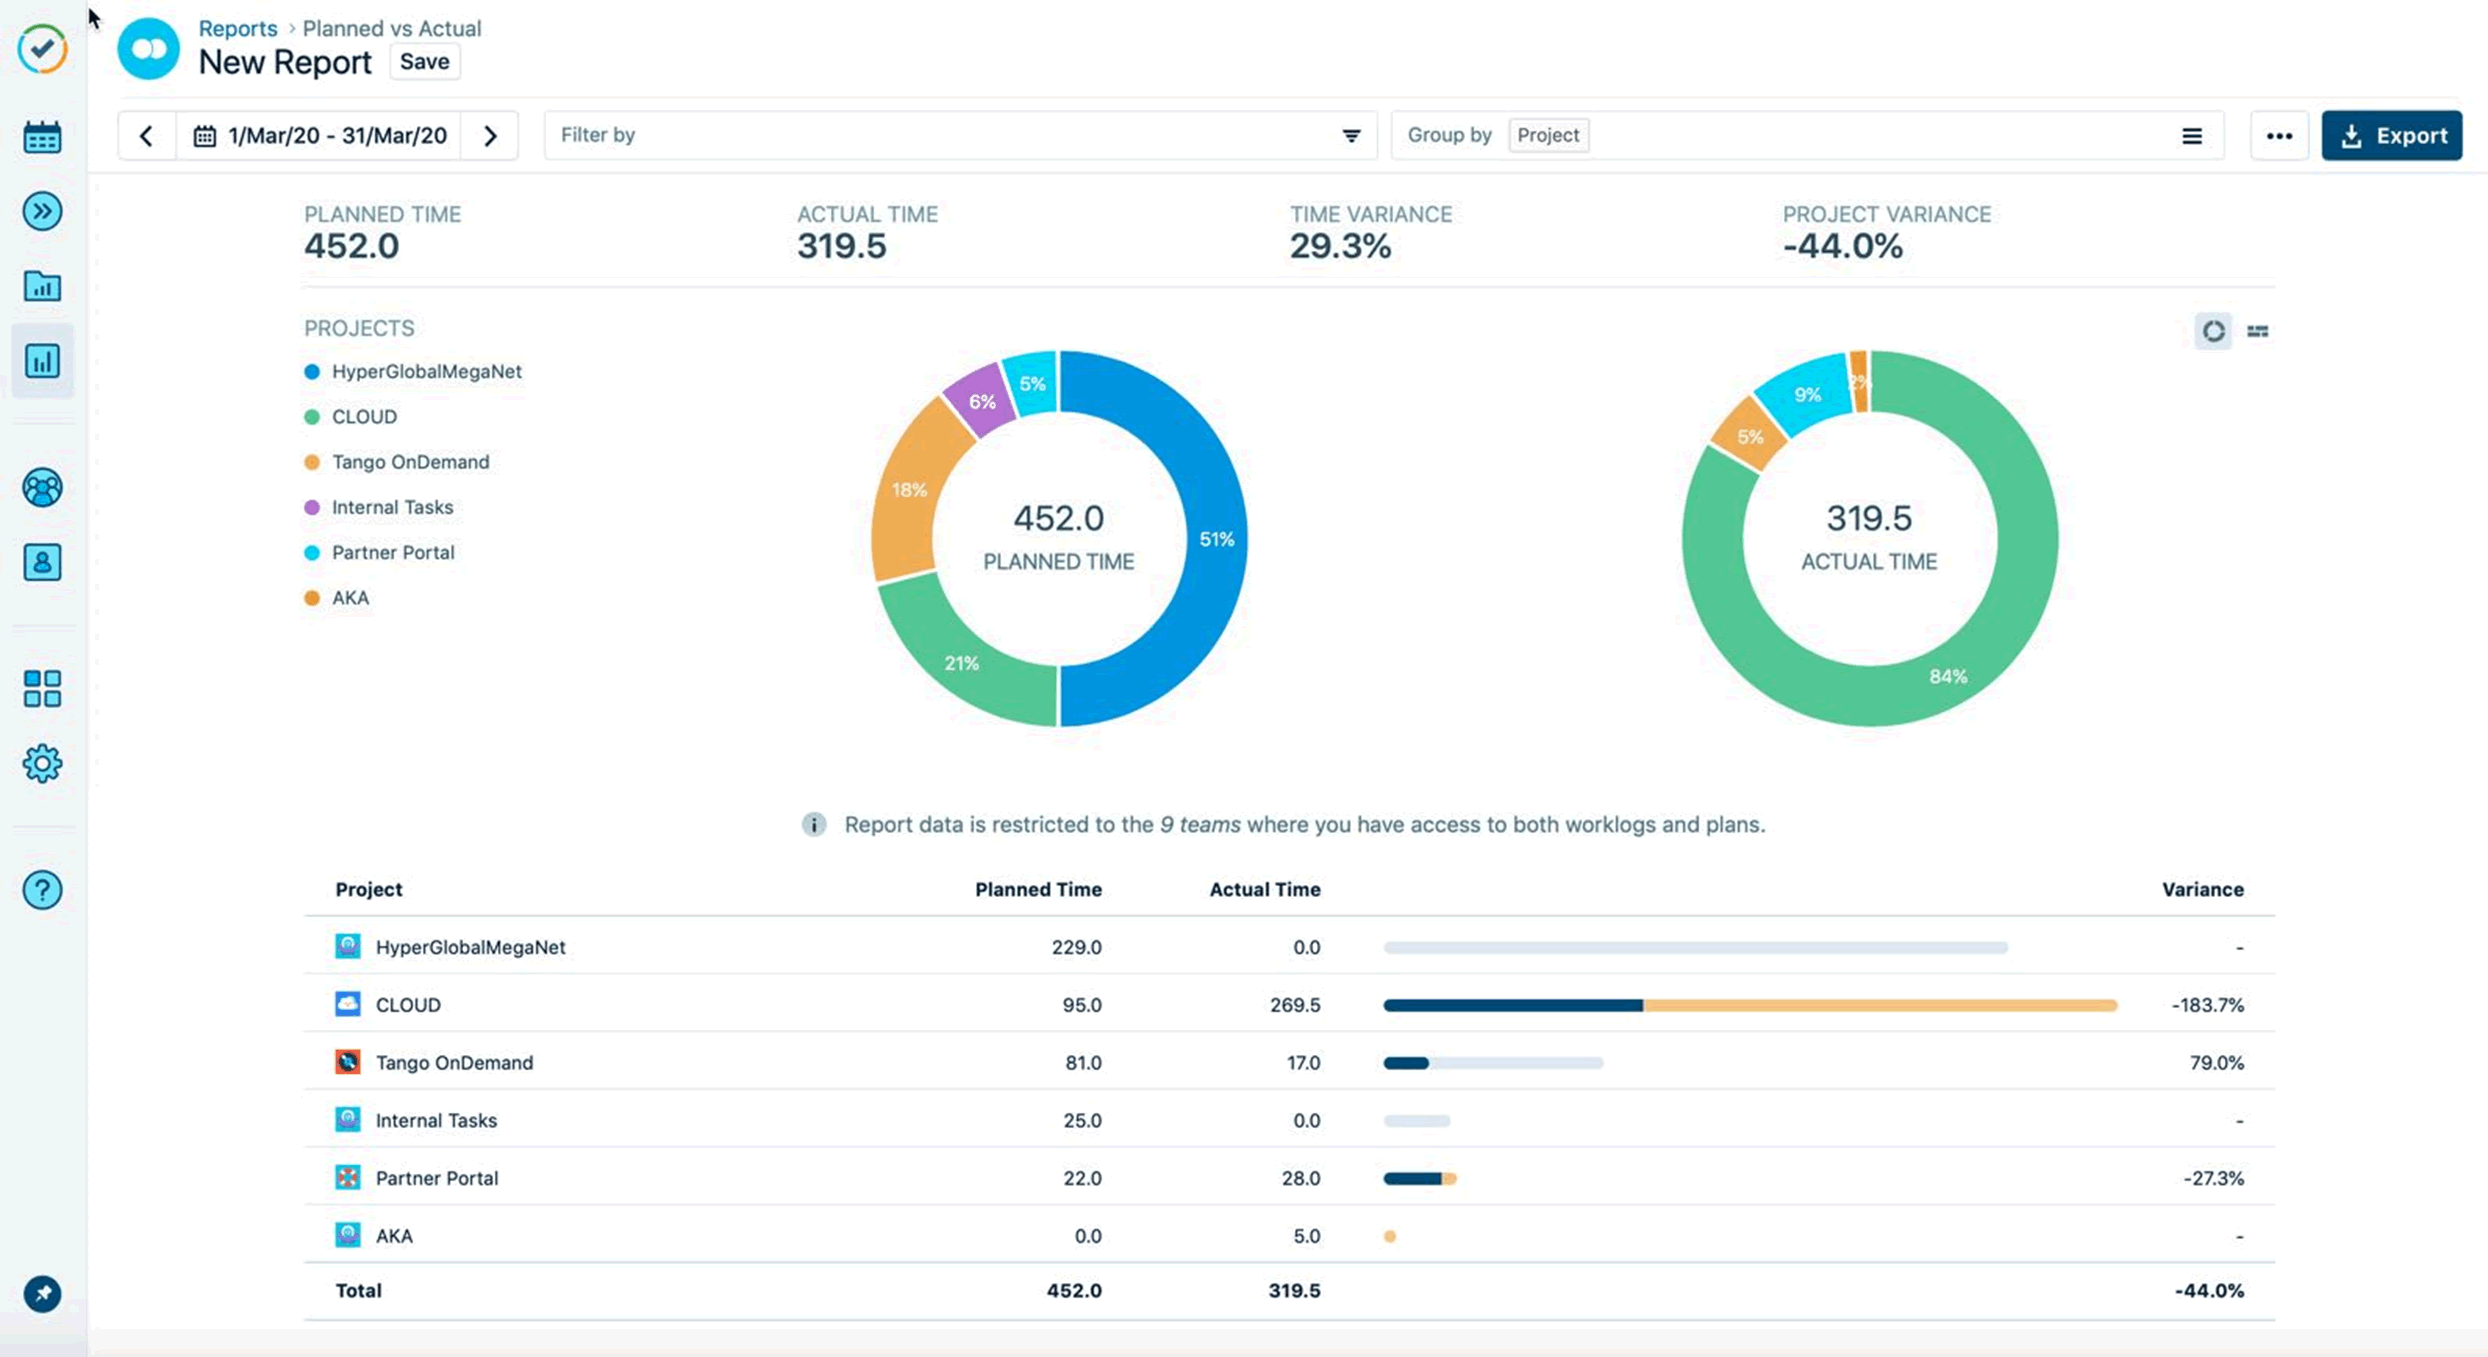 Reports > Planned vs Actual
New Report Save
1/Mar/20 - 31/Mar/20 Filter by Group by Project ••• Export
PLANNED TIME ACTUAL TIME TIME VARIANCE PROJECT VARIANCE
452.0 319.5 29.3% -44.0%
PROJECTS
HyperGlobalMegaNet
CLOUD
Tango OnDemand
Internal Tasks
Partner Portal
AKA
5%
6%
18%
51%
21%
452.0
PLANNED TIME
2%
9%
5%
84%
319.5
ACTUAL TIME
Report data is restricted to the 9 teams where you have access to both worklogs and plans.
Project Planned Time Actual Time Variance
HyperGlobalMegaNet 229.0 0.0 -
CLOUD 95.0 269.5 -183.7%
Tango OnDemand 81.0 17.0 79.0%
Internal Tasks 25.0 0.0 -
Partner Portal 22.0 28.0 -27.3%
AKA 0.0 5.0 -
Total 452.0 319.5 -44.0%